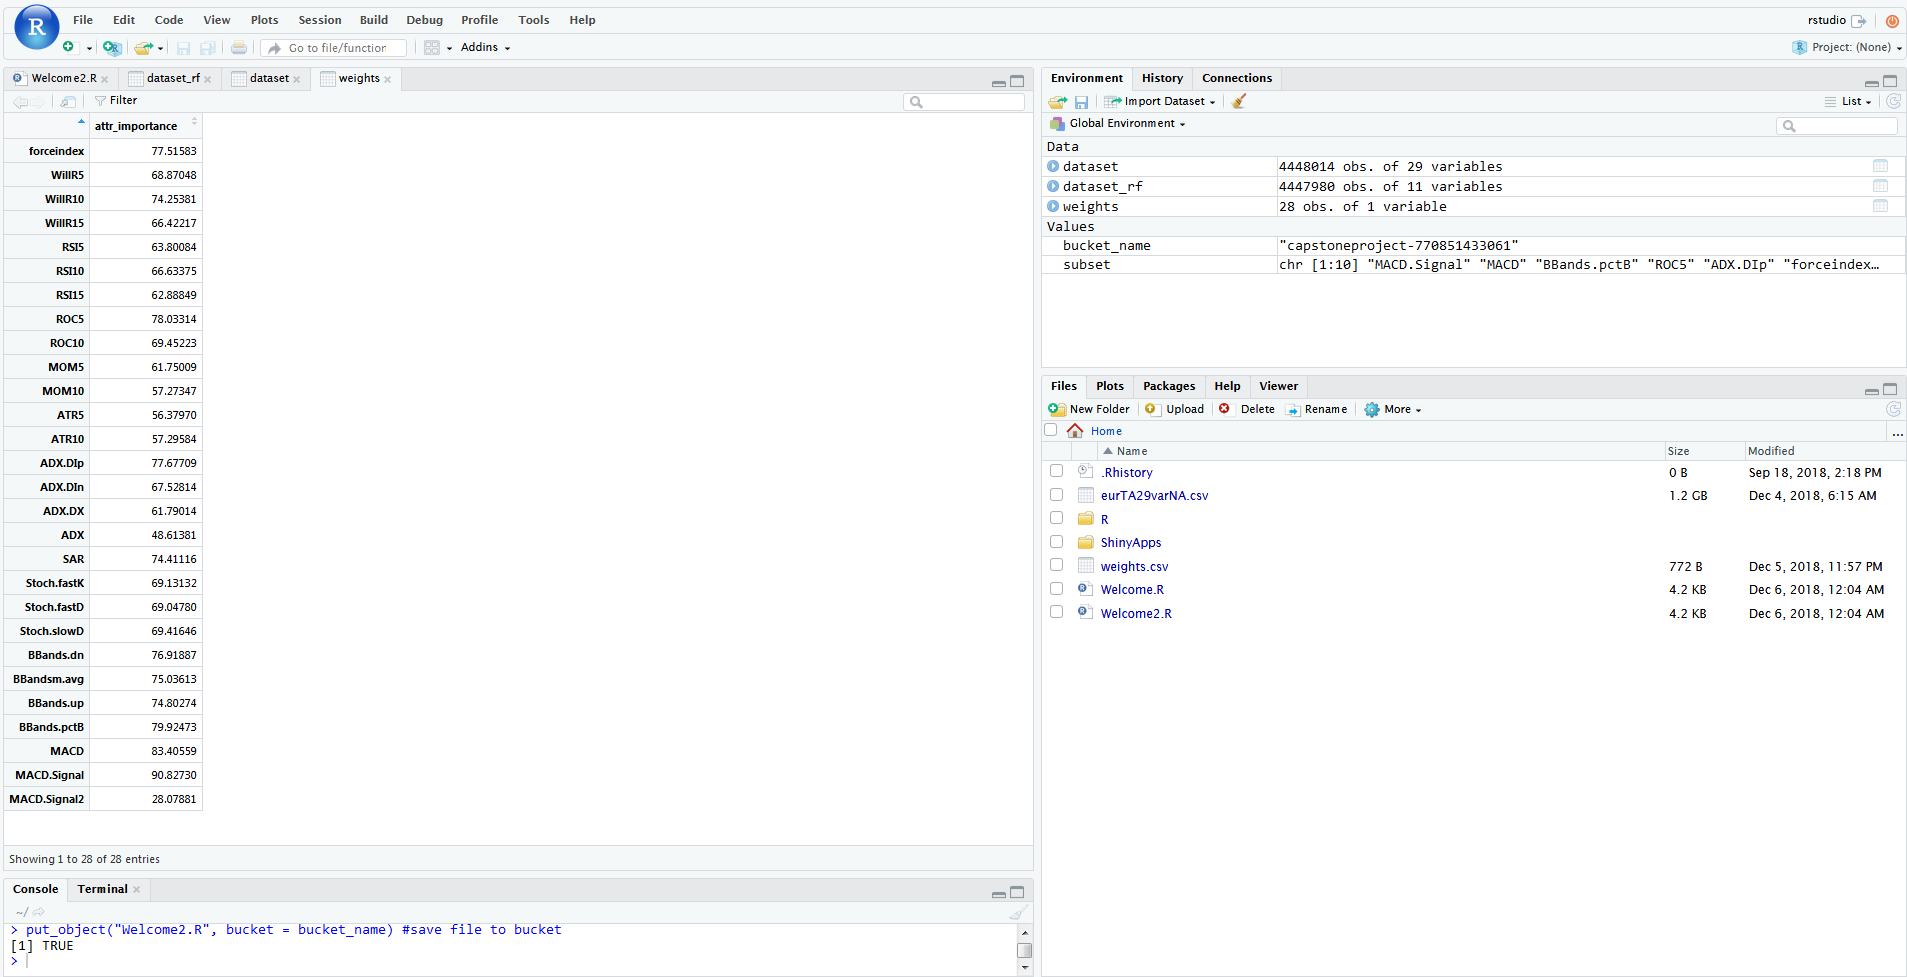 R
File Edit Code View Plots Session Build Debug Profile Tools Help
rstudio
Go to file/function
Addins
Project: (None)
Welcome2.R
dataset_rf
dataset
weights
Filter
attr_importance
forceindex 77.51583
WillR5 68.87048
WillR10 74.25381
WillR15 66.42217
RSI5 63.80084
RSI10 66.63375
RSI15 62.88849
ROC5 78.03314
ROC10 69.45223
MOM5 61.75009
MOM10 57.27347
ATR5 56.37970
ATR10 57.29584
ADX.DIp 77.67709
ADX.DIn 67.52814
ADX.DX 61.79014
ADX 48.61381
SAR 74.41116
Stoch.fastK 69.13132
Stoch.fastD 69.04780
Stoch.slowD 69.41646
BBands.dn 76.91887
BBandsm.avg 75.03613
BBands.up 74.80274
BBands.pctB 79.92473
MACD 83.40559
MACD.Signal 90.82730
MACD.Signal2 28.07881
Showing 1 to 28 of 28 entries
Console Terminal
~/
> put_object("Welcome2.R", bucket = bucket_name) #save file to bucket
[1] TRUE
>
Environment History Connections
Import Dataset
List
Global Environment
Data
dataset 4448014 obs. of 29 variables
dataset_rf 4447980 obs. of 11 variables
weights 28 obs. of 1 variable
Values
bucket_name "capstoneproject-770851433061"
subset chr [1:10] "MACD.Signal" "MACD" "BBands.pctB" "ROC5" "ADX.DIp" "forceindex…
Files Plots Packages Help Viewer
New Folder Upload Delete Rename More
Home ...
Name Size Modified
.Rhistory 0 B Sep 18, 2018, 2:18 PM
eurTA29varNA.csv 1.2 GB Dec 4, 2018, 6:15 AM
R
ShinyApps
weights.csv 772 B Dec 5, 2018, 11:57 PM
Welcome.R 4.2 KB Dec 6, 2018, 12:04 AM
Welcome2.R 4.2 KB Dec 6, 2018, 12:04 AM